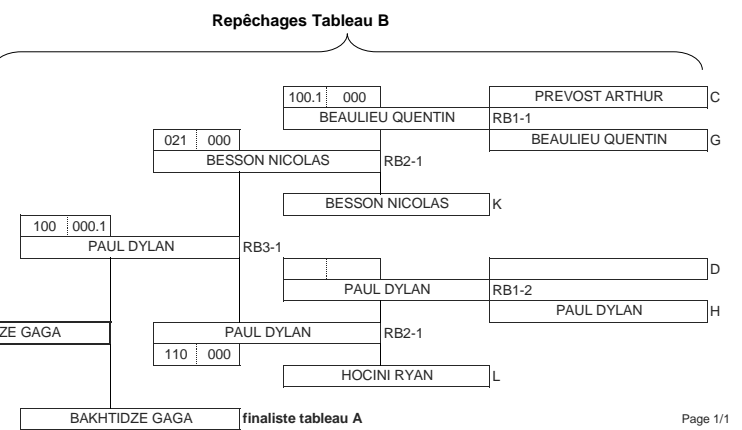 Repêchages Tableau B
100.1 000 PREVOST ARTHUR C
BEAULIEU QUENTIN RB1-1
021 000 BEAULIEU QUENTIN G
BESSON NICOLAS RB2-1
BESSON NICOLAS K
100 000.1
PAUL DYLAN RB3-1
D
PAUL DYLAN RB1-2
PAUL DYLAN H
ZE GAGA PAUL DYLAN RB2-1
110 000
HOCINI RYAN L
BAKHTIDZE GAGA finaliste tableau A Page 1/1